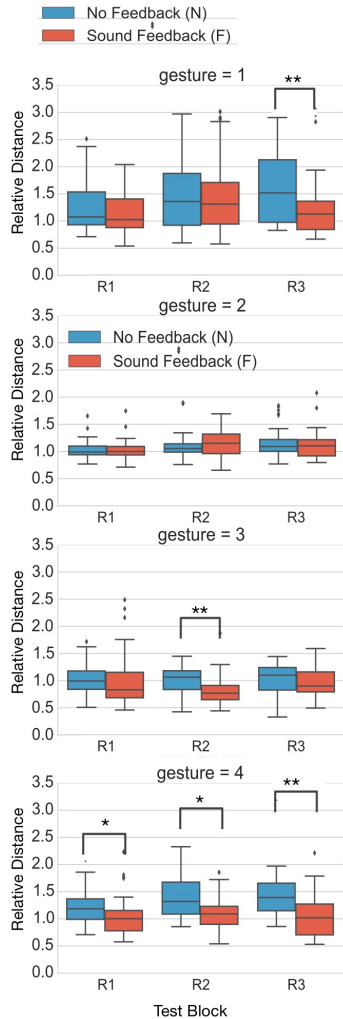 No Feedback (N)
Sound Feedback (F)
gesture = 1
Relative Distance
3.5
3.0
2.5
2.0
1.5
1.0
0.5
0.0
**
R1 R2 R3
gesture = 2
Relative Distance
3.5
3.0
2.5
2.0
1.5
1.0
0.5
0.0
No Feedback (N)
Sound Feedback (F)
R1 R2 R3
gesture = 3
Relative Distance
3.5
3.0
2.5
2.0
1.5
1.0
0.5
0.0
**
R1 R2 R3
gesture = 4
Relative Distance
3.5
3.0
2.5
2.0
1.5
1.0
0.5
0.0
* * **
R1 R2 R3
Test Block